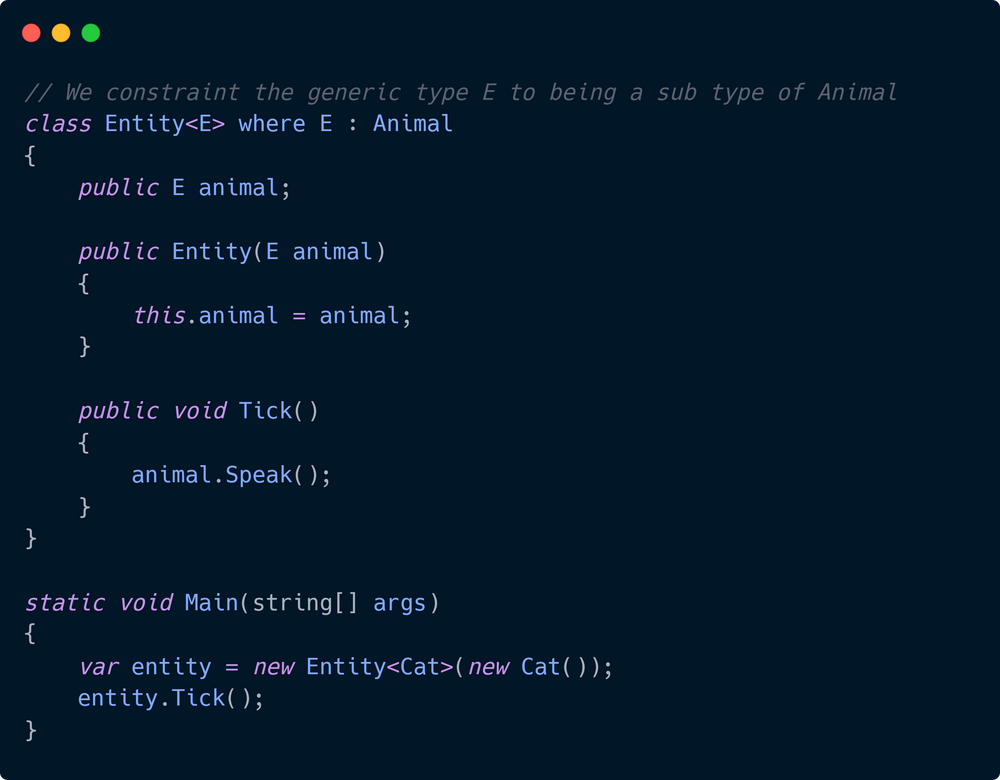 // We constraint the generic type E to being a sub type of Animal
class Entity<E> where E : Animal
{
    public E animal;

    public Entity(E animal)
    {
        this.animal = animal;
    }

    public void Tick()
    {
        animal.Speak();
    }
}

static void Main(string[] args)
{
    var entity = new Entity<Cat>(new Cat());
    entity.Tick();
}